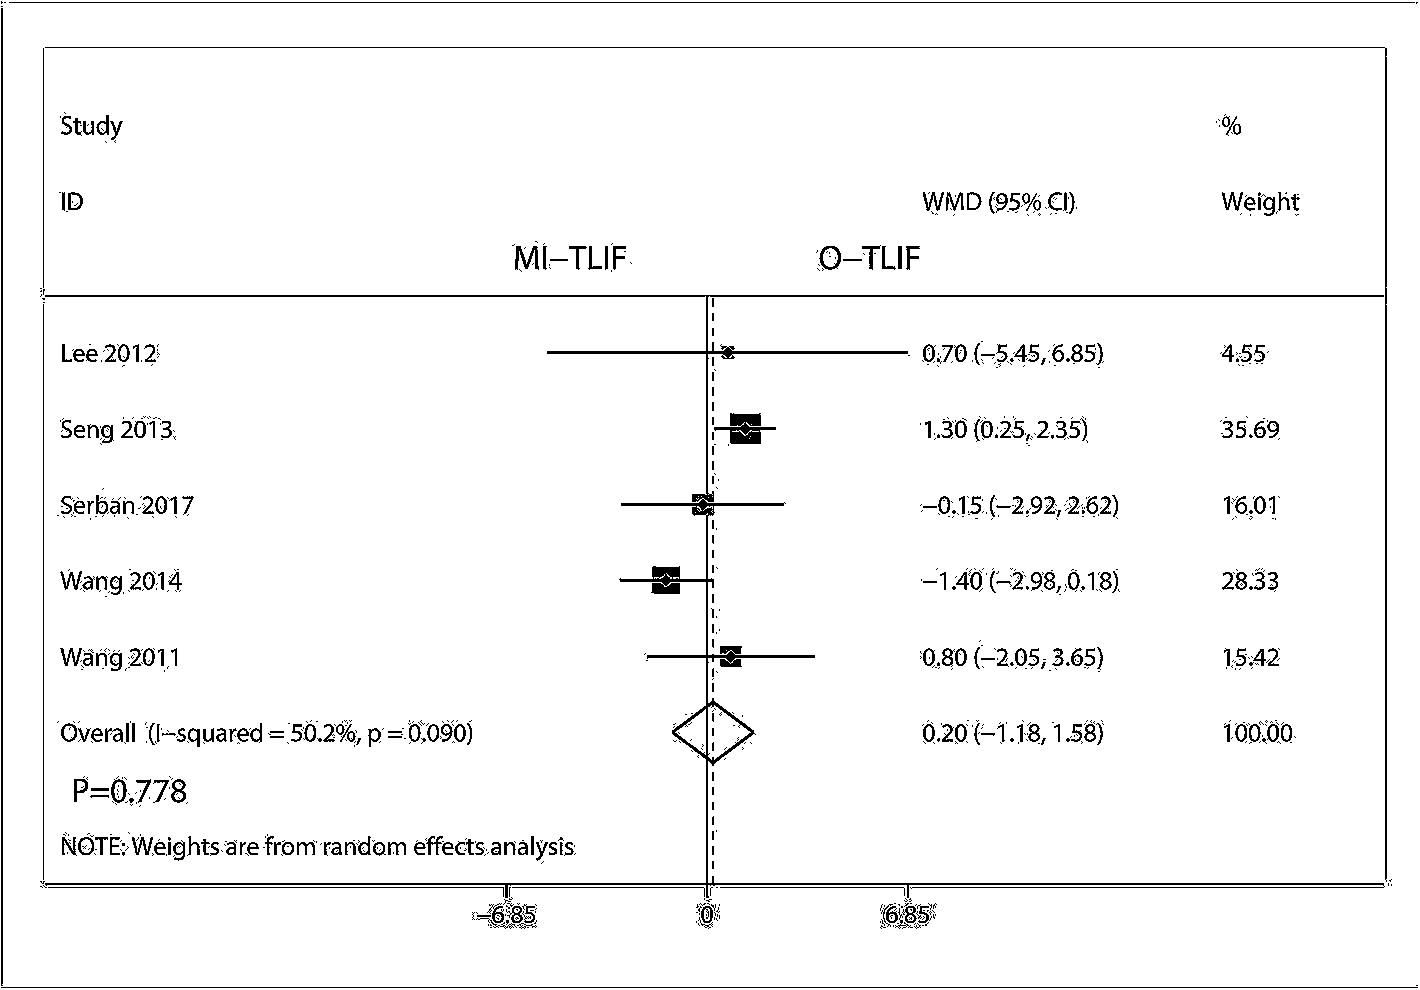 Study %
ID WMD (95% CI) Weight
MI−TLIF O−TLIF
Lee 2012 0.70 (−5.45, 6.85) 4.55
Seng 2013 1.30 (0.25, 2.35) 35.69
Serban 2017 −0.15 (−2.92, 2.62) 16.01
Wang 2014 −1.40 (−2.98, 0.18) 28.33
Wang 2011 0.80 (−2.05, 3.65) 15.42
Overall (I−squared = 50.2%, p = 0.090) 0.20 (−1.18, 1.58) 100.00
P=0.778
NOTE: Weights are from random effects analysis
−6.85 0 6.85